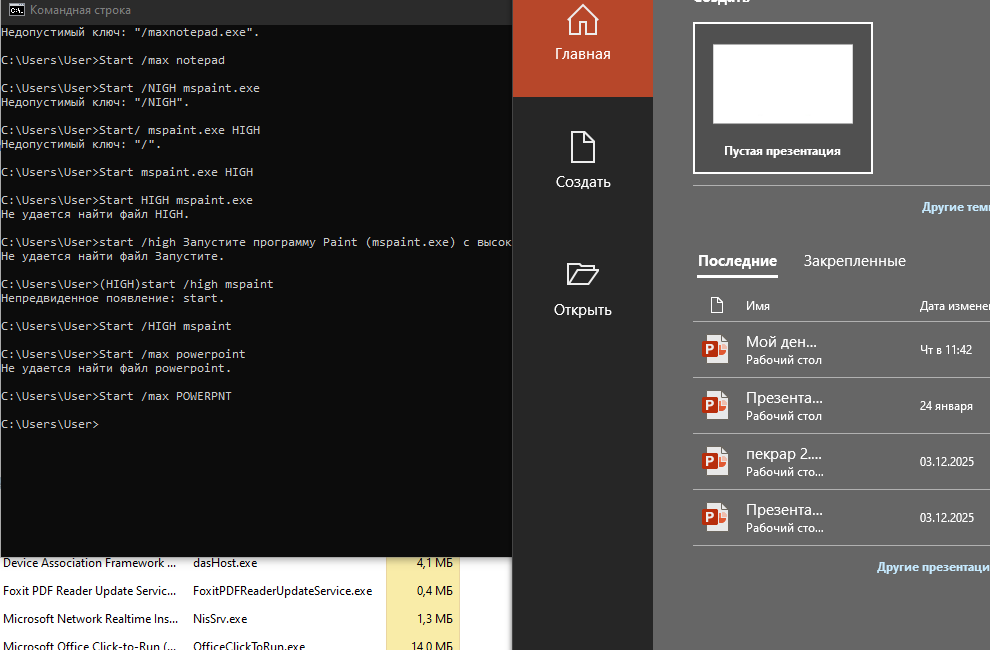 Командная строка
Недопустимый ключ: "/maxnotepad.exe".
C:\Users\User>Start /max notepad
C:\Users\User>Start /NIGH mspaint.exe
Недопустимый ключ: "/NIGH".
C:\Users\User>Start/ mspaint.exe HIGH
Недопустимый ключ: "/".
C:\Users\User>Start mspaint.exe HIGH
C:\Users\User>Start HIGH mspaint.exe
Не удается найти файл HIGH.
C:\Users\User>start /high Запустите программу Paint (mspaint.exe) с высок
Не удается найти файл Запустите.
C:\Users\User>(HIGH)start /high mspaint
Непредвиденное появление: start.
C:\Users\User>Start /HIGH mspaint
C:\Users\User>Start /max powerpoint
Не удается найти файл powerpoint.
C:\Users\User>Start /max POWERPNT
C:\Users\User>
Device Association Framework ... dasHost.exe 4,1 МБ
Foxit PDF Reader Update Servic... FoxitPDFReaderUpdateService.exe 0,4 МБ
Microsoft Network Realtime Ins... NisSrv.exe 1,3 МБ
Microsoft Office Click-to-Run (... OfficeClickToRun.exe 14,0 МБ
Главная
Создать
Открыть
Создать
Пустая презентация
Другие тем
Последние Закрепленные
Имя Дата изменен
Мой ден... Чт в 11:42
Рабочий стол
Презента... 24 января
Рабочий стол
пекрар 2.... 03.12.2025
Рабочий сто...
Презента... 03.12.2025
Рабочий сто...
Другие презентаци